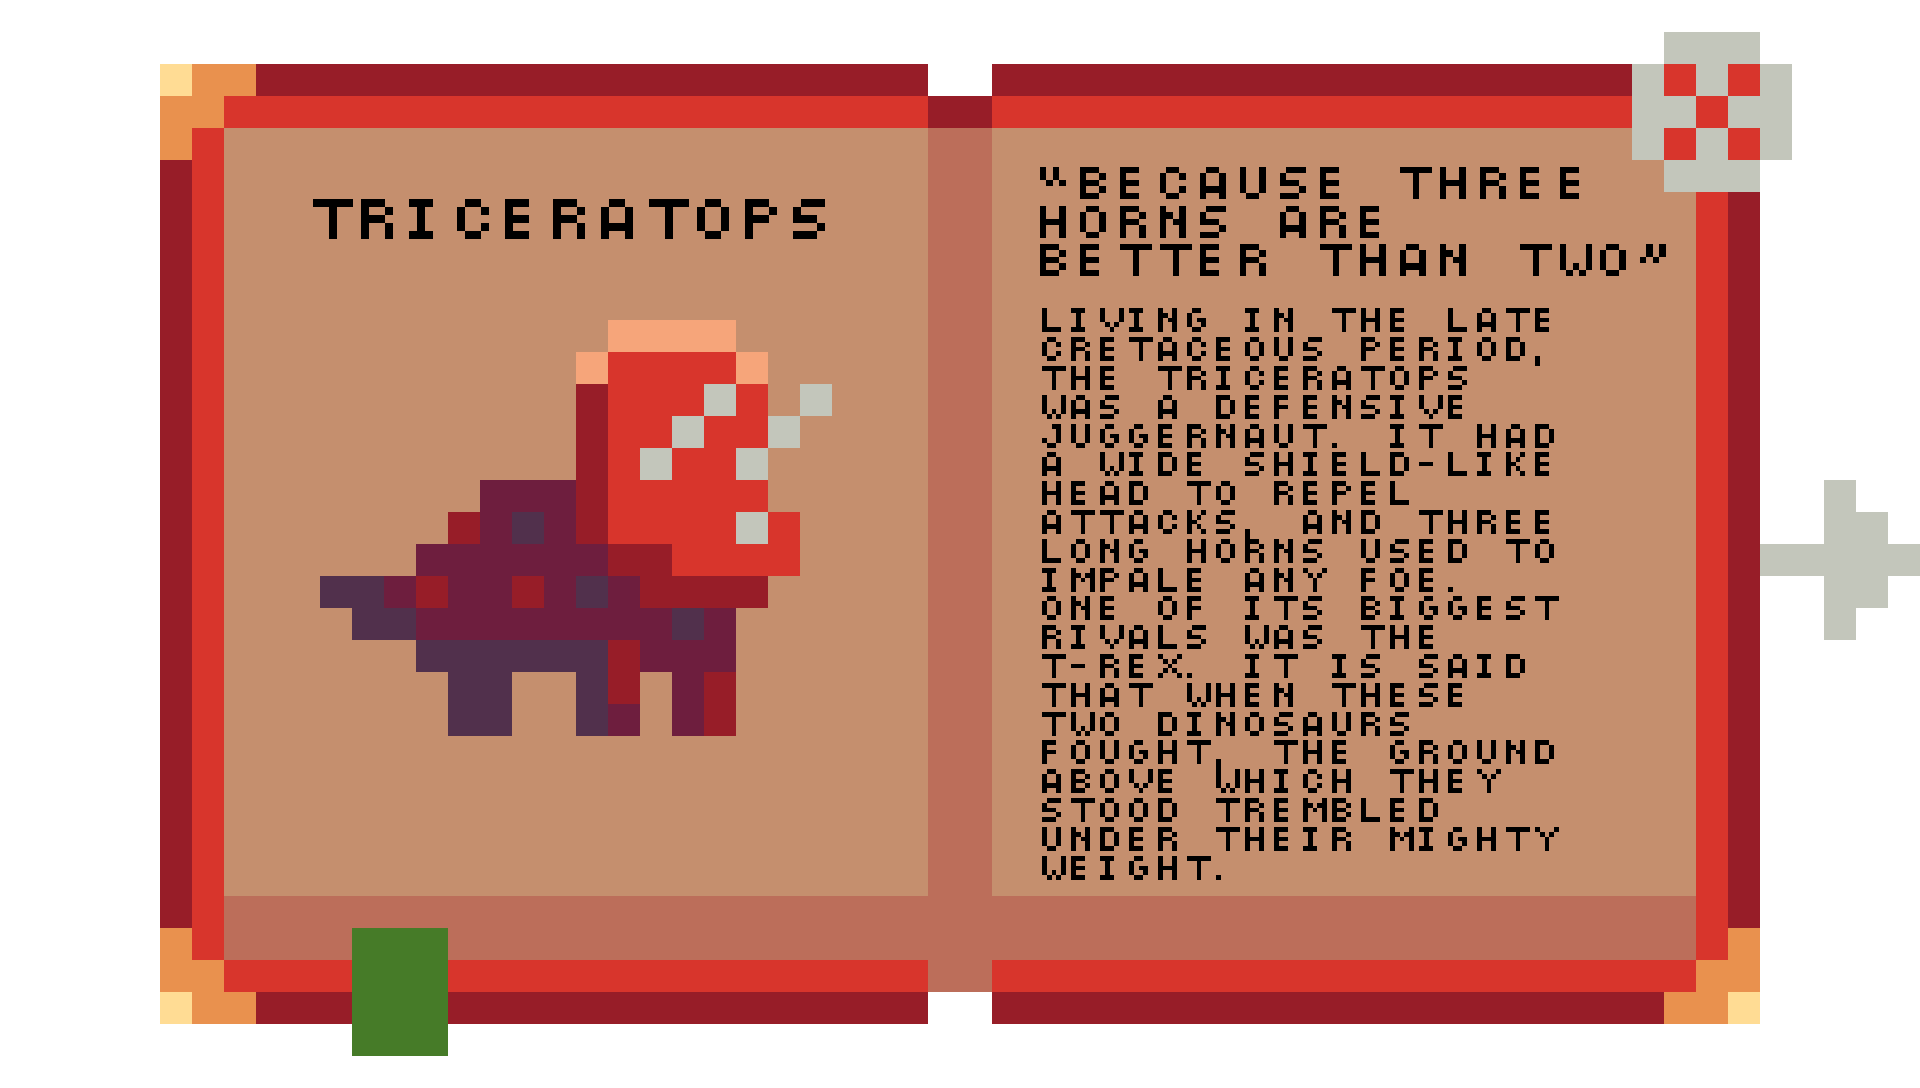 TRICERATOPS
"BECAUSE THREE
HORNS ARE
BETTER THAN TWO"
LIVING IN THE LATE
CRETACEOUS PERIOD,
THE TRICERATOPS
WAS A DEFENSIVE
JUGGERNAUT. IT HAD
A WIDE SHIELD-LIKE
HEAD TO REPEL
ATTACKS, AND THREE
LONG HORNS USED TO
IMPALE ANY FOE.
ONE OF ITS BIGGEST
RIVALS WAS THE
T-REX. IT IS SAID
THAT WHEN THESE
TWO DINOSAURS
FOUGHT, THE GROUND
ABOVE WHICH THEY
STOOD TREMBLED
UNDER THEIR MIGHTY
WEIGHT.